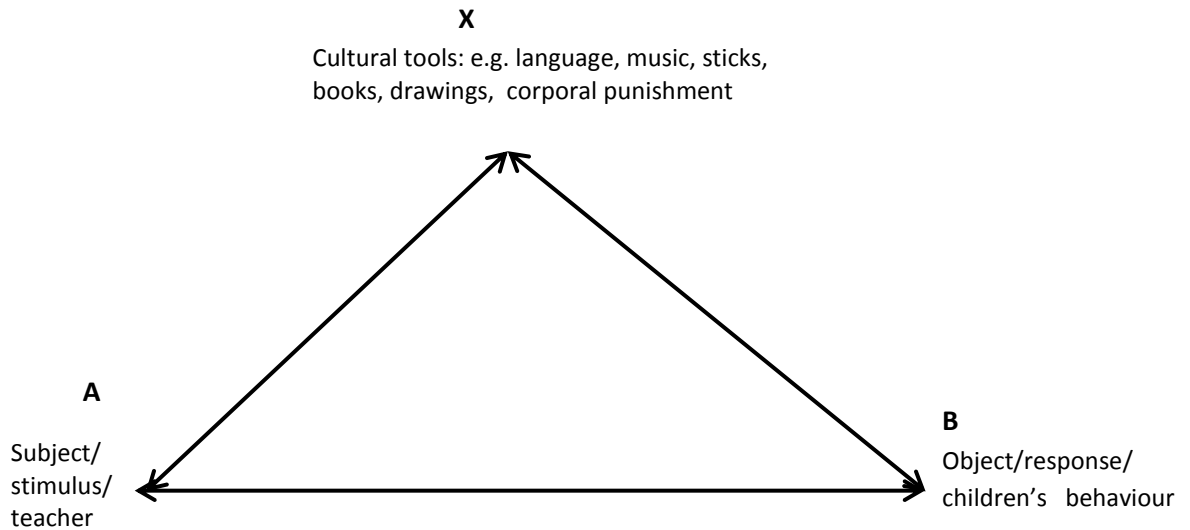 X
Cultural tools: e.g. language, music, sticks,
books, drawings, corporal punishment
A
Subject/
stimulus/
teacher
B
Object/response/
children’s behaviour